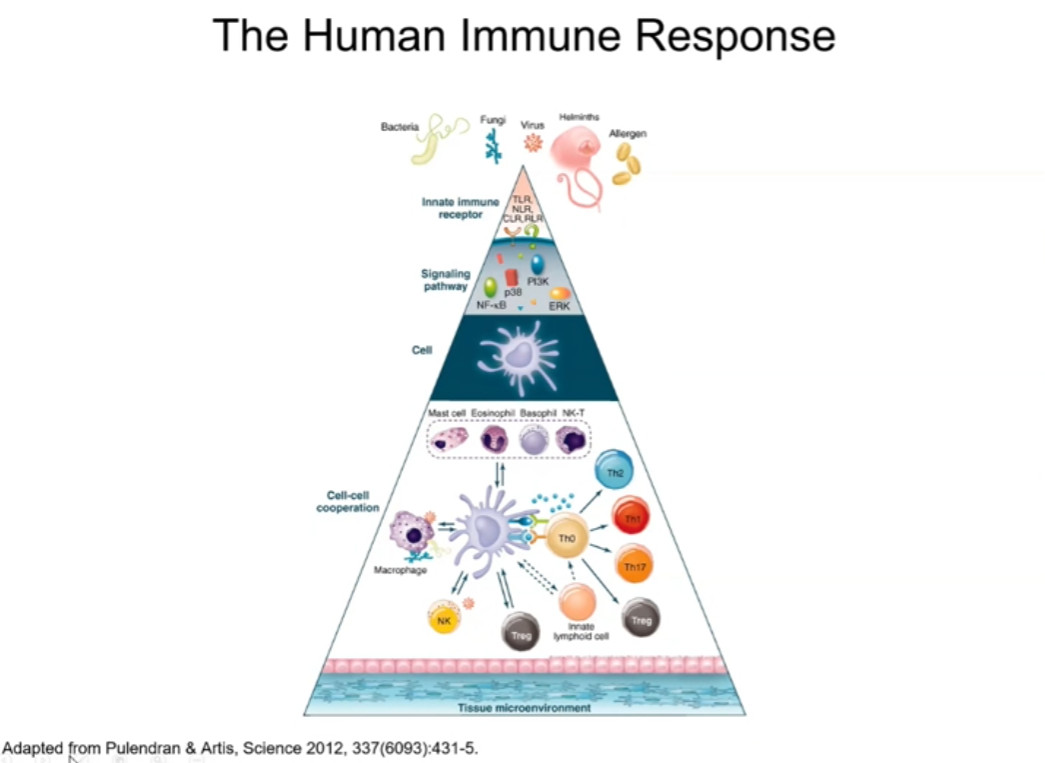 The Human Immune Response
Bacteria
Fungi
Virus
Helminths
Allergen
Innate immune
receptor
TLR,
NLR,
CLR,RLR
Signaling
pathway
PI3K
p38
NF-κB
ERK
Cell
Mast cell Eosinophil Basophil NK-T
Cell-cell
cooperation
Th2
Th1
Th0
Th17
Macrophage
NK
Treg
Innate
lymphoid cell
Treg
Tissue microenvironment
Adapted from Pulendran & Artis, Science 2012, 337(6093):431-5.